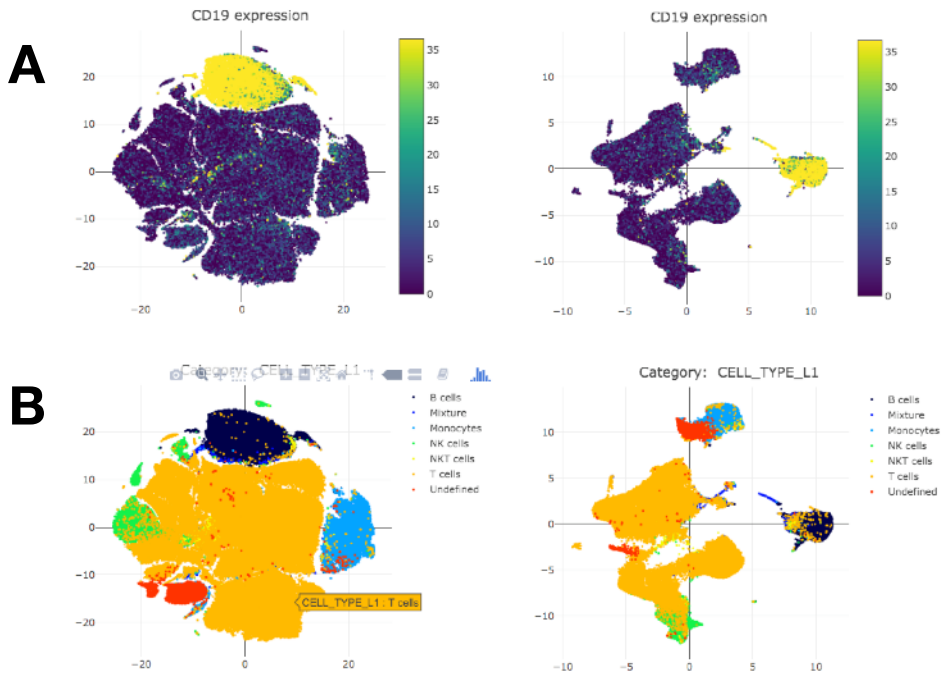 A
CD19 expression
20
10
0
−10
−20
−20
0
20
35
30
25
20
15
10
5
0
CD19 expression
10
5
0
−5
−10
−10
−5
0
5
10
35
30
25
20
15
10
5
0
B
Category: CELL_TYPE_L1
20
10
0
−10
−20
−20
0
20
CELL_TYPE_L1 : T cells
B cells
Mixture
Monocytes
NK cells
NKT cells
T cells
Undefined
Category: CELL_TYPE_L1
10
5
0
−5
−10
−10
−5
0
5
10
B cells
Mixture
Monocytes
NK cells
NKT cells
T cells
Undefined